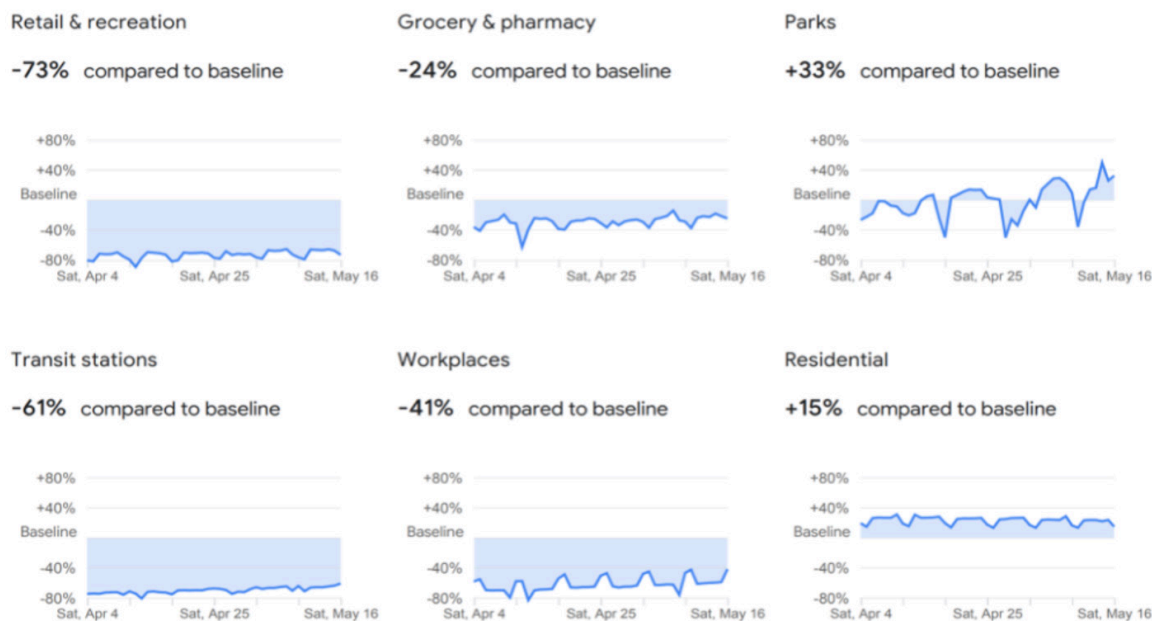 Retail & recreation
-73% compared to baseline
+80%
+40%
Baseline
-40%
-80%
Sat, Apr 4 Sat, Apr 25 Sat, May 16
Grocery & pharmacy
-24% compared to baseline
+80%
+40%
Baseline
-40%
-80%
Sat, Apr 4 Sat, Apr 25 Sat, May 16
Parks
+33% compared to baseline
+80%
+40%
Baseline
-40%
-80%
Sat, Apr 4 Sat, Apr 25 Sat, May 16
Transit stations
-61% compared to baseline
+80%
+40%
Baseline
-40%
-80%
Sat, Apr 4 Sat, Apr 25 Sat, May 16
Workplaces
-41% compared to baseline
+80%
+40%
Baseline
-40%
-80%
Sat, Apr 4 Sat, Apr 25 Sat, May 16
Residential
+15% compared to baseline
+80%
+40%
Baseline
-40%
-80%
Sat, Apr 4 Sat, Apr 25 Sat, May 16